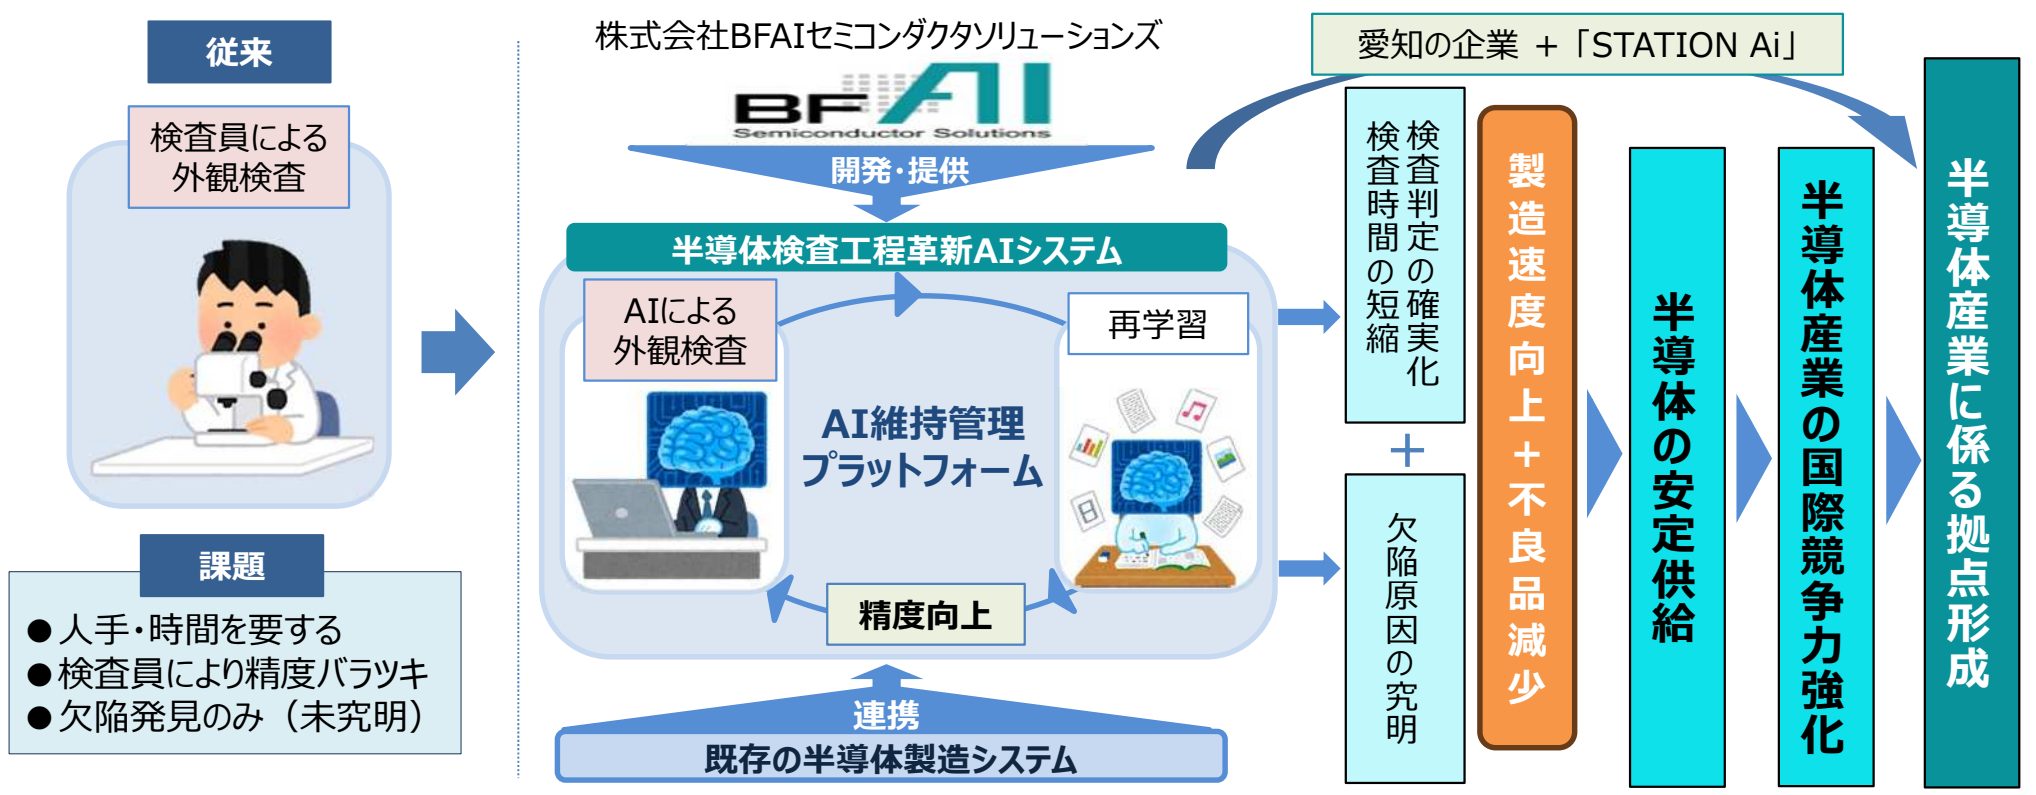 従来
検査員による
外観検査
課題
●人手・時間を要する
●検査員により精度バラツキ
●欠陥発見のみ（未究明）
株式会社BFAIセミコンダクタソリューションズ
BFAI
Semiconductor Solutions
開発・提供
半導体検査工程革新AIシステム
AIによる
外観検査
再学習
AI維持管理
プラットフォーム
精度向上
連携
既存の半導体製造システム
愛知の企業 + 「STATION Ai」
検査判定の確実化
検査時間の短縮
+
欠陥原因の究明
製造速度向上+不良品減少
半導体の安定供給
半導体産業の国際競争力強化
半導体産業に係る拠点形成